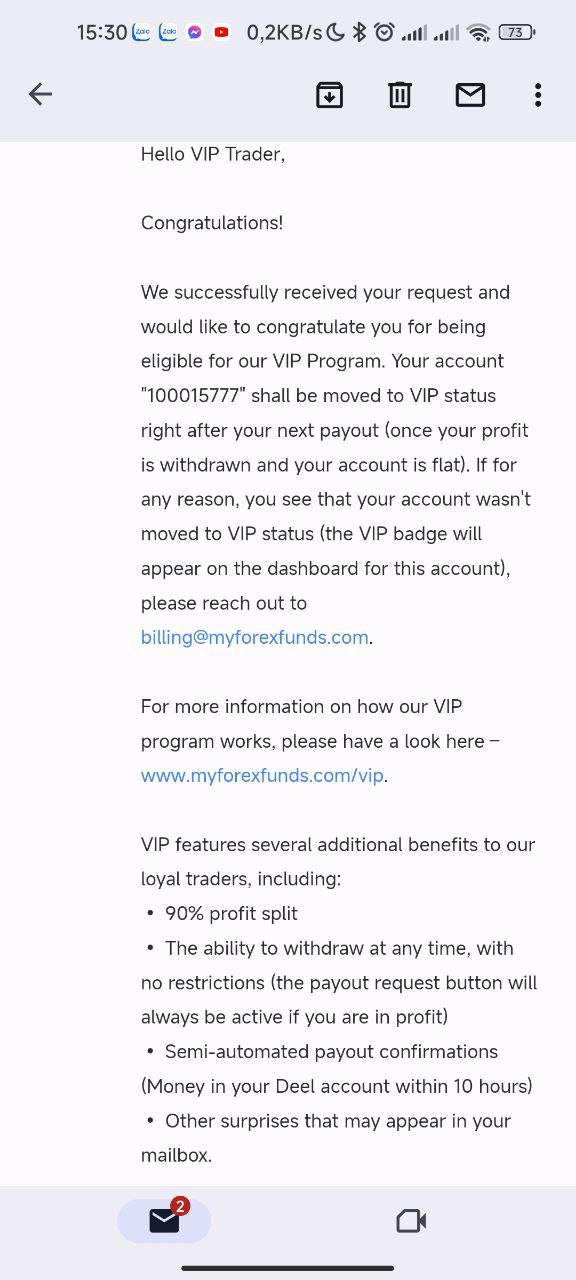 15:30 Zalo Zalo 0,2KB/s 73
Hello VIP Trader,
Congratulations!
We successfully received your request and
would like to congratulate you for being
eligible for our VIP Program. Your account
"100015777" shall be moved to VIP status
right after your next payout (once your profit
is withdrawn and your account is flat). If for
any reason, you see that your account wasn't
moved to VIP status (the VIP badge will
appear on the dashboard for this account),
please reach out to
billing@myforexfunds.com.
For more information on how our VIP
program works, please have a look here –
www.myforexfunds.com/vip.
VIP features several additional benefits to our
loyal traders, including:
• 90% profit split
• The ability to withdraw at any time, with
no restrictions (the payout request button will
always be active if you are in profit)
• Semi-automated payout confirmations
(Money in your Deel account within 10 hours)
• Other surprises that may appear in your
mailbox.
2